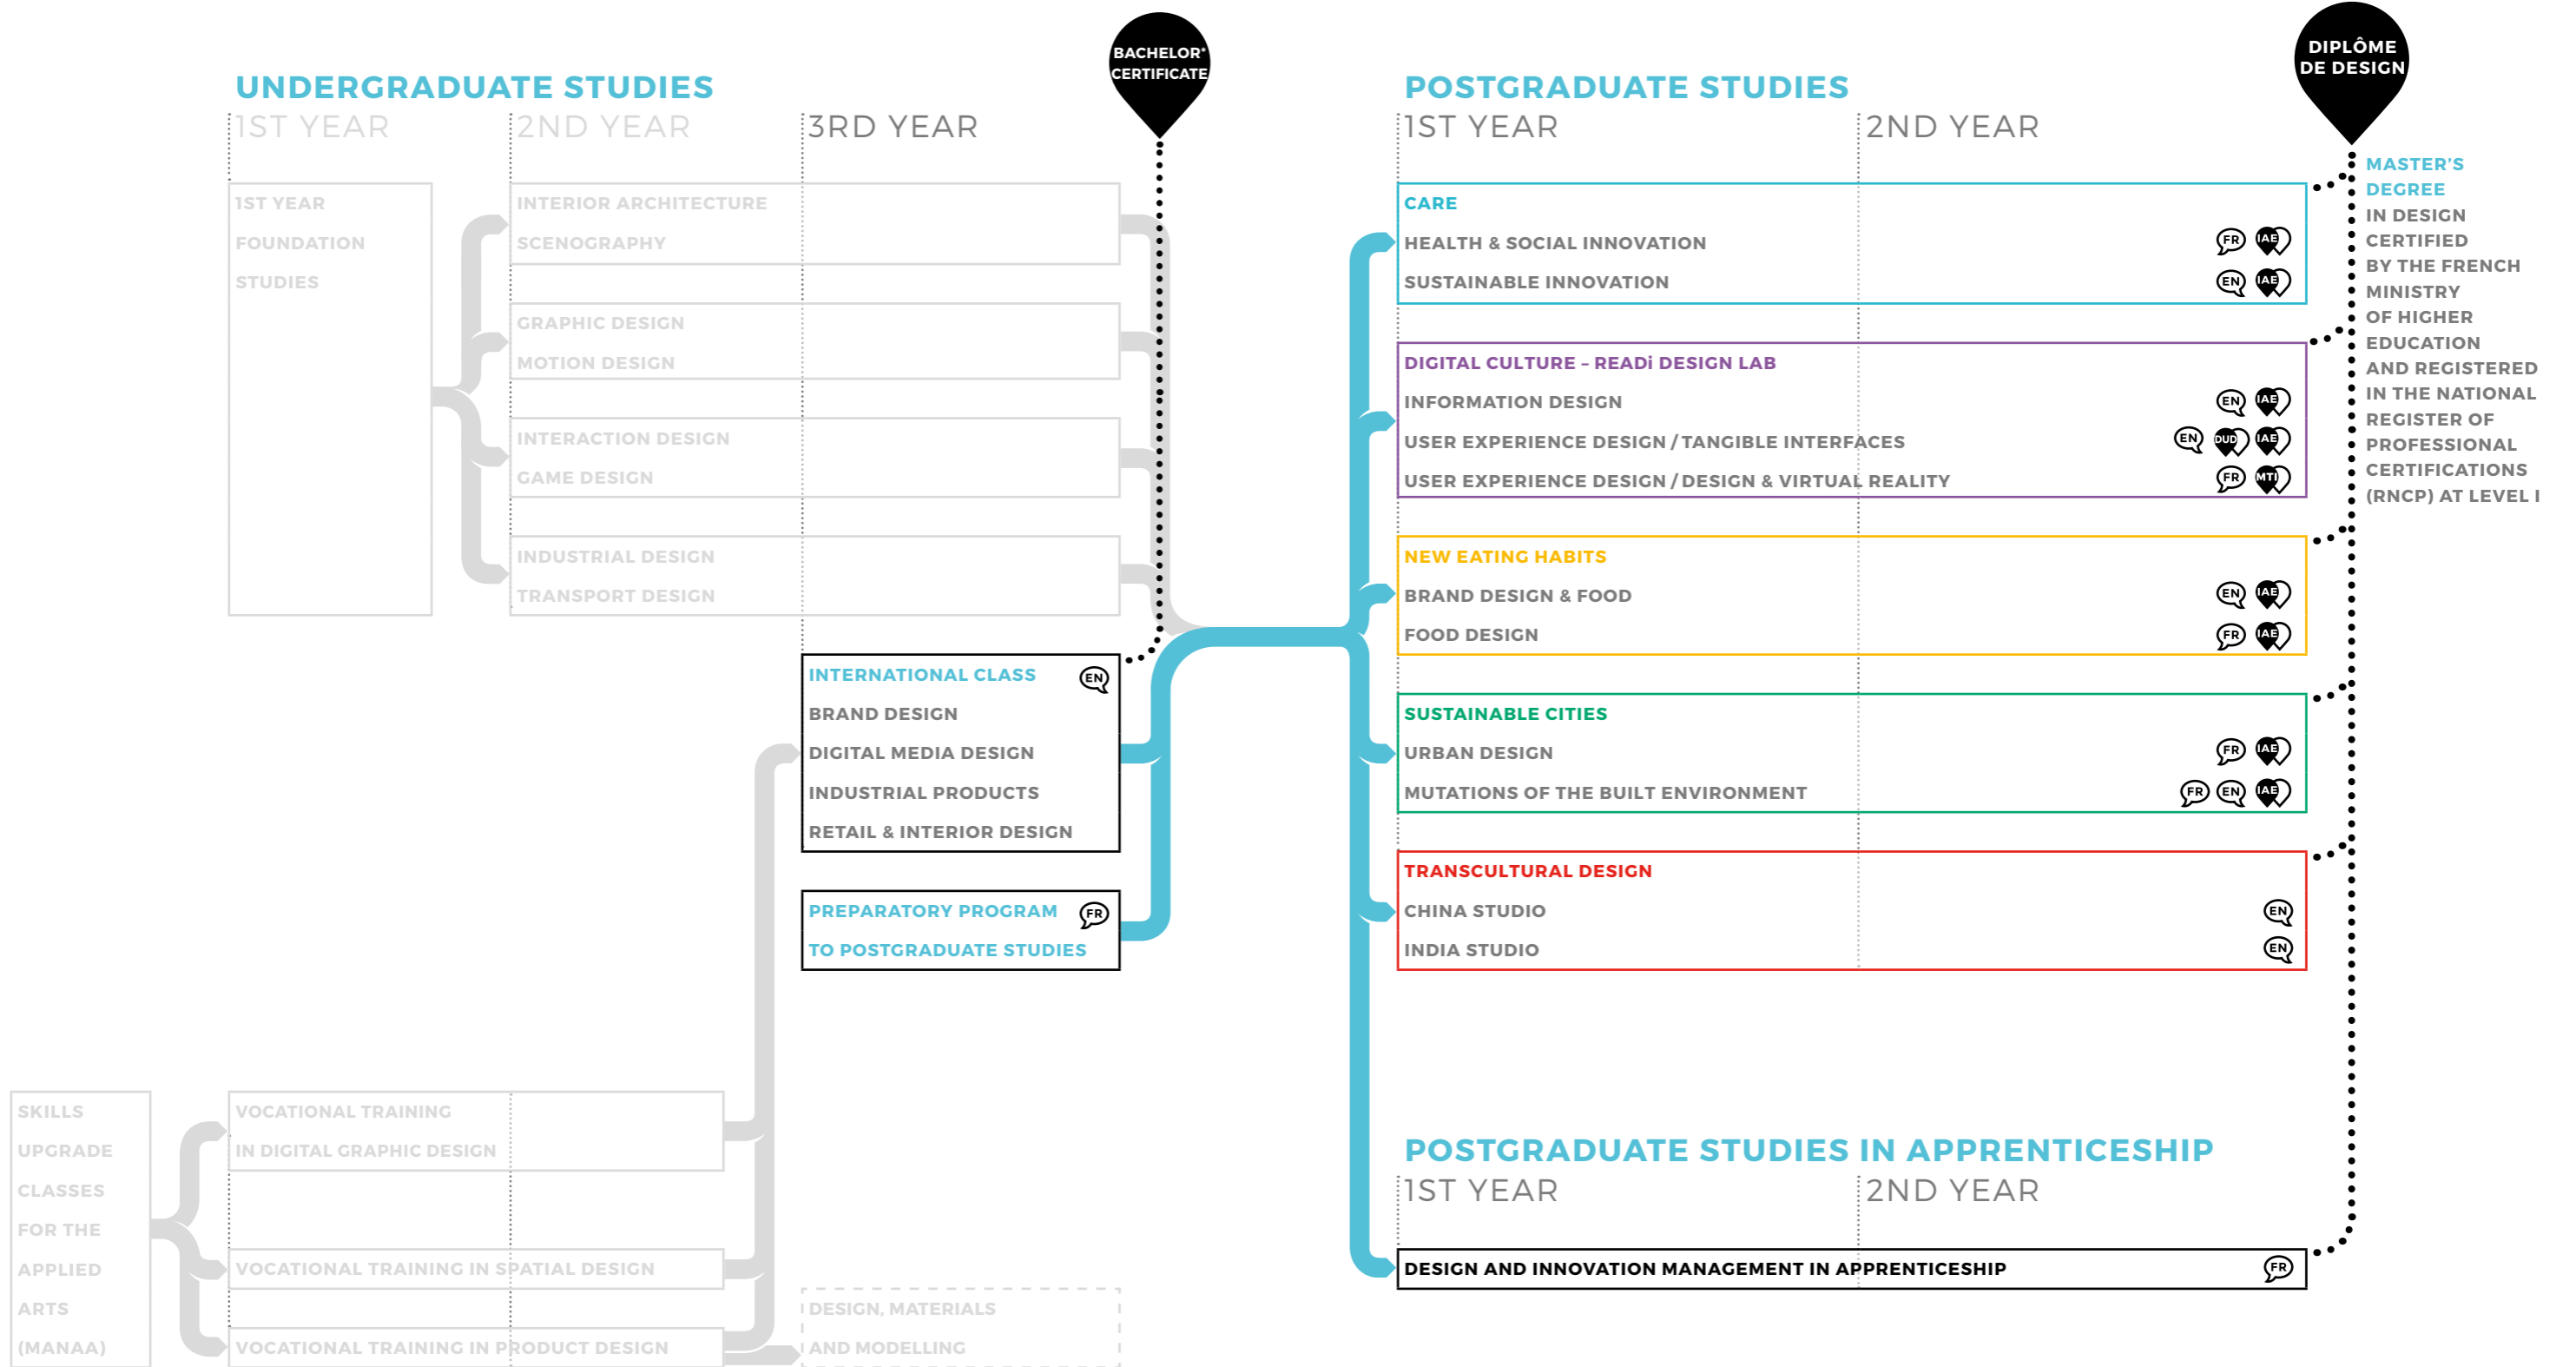 BACHELOR*
CERTIFICATE
DIPLÔME
DE DESIGN
UNDERGRADUATE STUDIES
1ST YEAR
2ND YEAR
3RD YEAR
1ST YEAR
FOUNDATION
STUDIES
INTERIOR ARCHITECTURE
SCENOGRAPHY
GRAPHIC DESIGN
MOTION DESIGN
INTERACTION DESIGN
GAME DESIGN
INDUSTRIAL DESIGN
TRANSPORT DESIGN
INTERNATIONAL CLASS EN
BRAND DESIGN
DIGITAL MEDIA DESIGN
INDUSTRIAL PRODUCTS
RETAIL & INTERIOR DESIGN
PREPARATORY PROGRAM FR
TO POSTGRADUATE STUDIES
SKILLS
UPGRADE
CLASSES
FOR THE
APPLIED
ARTS
(MANAA)
VOCATIONAL TRAINING
IN DIGITAL GRAPHIC DESIGN
VOCATIONAL TRAINING IN SPATIAL DESIGN
VOCATIONAL TRAINING IN PRODUCT DESIGN
DESIGN, MATERIALS
AND MODELLING
POSTGRADUATE STUDIES
1ST YEAR
2ND YEAR
CARE
HEALTH & SOCIAL INNOVATION FR IAE
SUSTAINABLE INNOVATION EN IAE
DIGITAL CULTURE – READi DESIGN LAB
INFORMATION DESIGN EN IAE
USER EXPERIENCE DESIGN / TANGIBLE INTERFACES EN DUD IAE
USER EXPERIENCE DESIGN / DESIGN & VIRTUAL REALITY FR MTI
NEW EATING HABITS
BRAND DESIGN & FOOD EN IAE
FOOD DESIGN FR IAE
SUSTAINABLE CITIES
URBAN DESIGN FR IAE
MUTATIONS OF THE BUILT ENVIRONMENT FR EN IAE
TRANSCULTURAL DESIGN
CHINA STUDIO EN
INDIA STUDIO EN
POSTGRADUATE STUDIES IN APPRENTICESHIP
1ST YEAR
2ND YEAR
DESIGN AND INNOVATION MANAGEMENT IN APPRENTICESHIP FR
MASTER'S
DEGREE
IN DESIGN
CERTIFIED
BY THE FRENCH
MINISTRY
OF HIGHER
EDUCATION
AND REGISTERED
IN THE NATIONAL
REGISTER OF
PROFESSIONAL
CERTIFICATIONS
(RNCP) AT LEVEL I